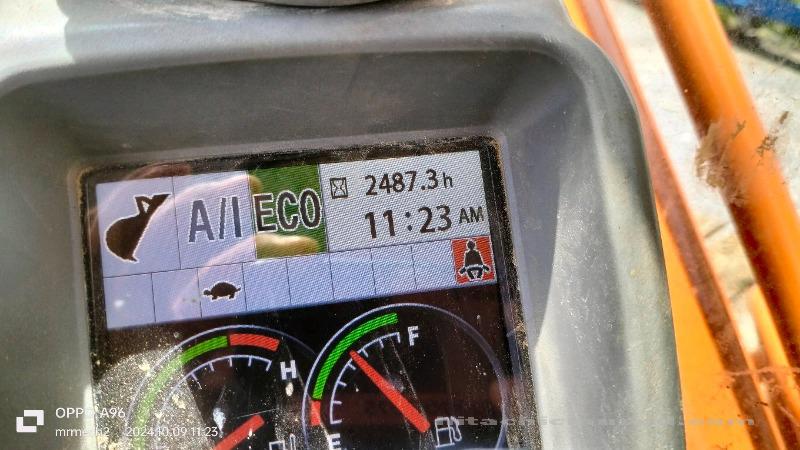 A/I ECO 2487.3 h
11:23 AM
H
F
E
OPPO A96
2024.10.09 11:23